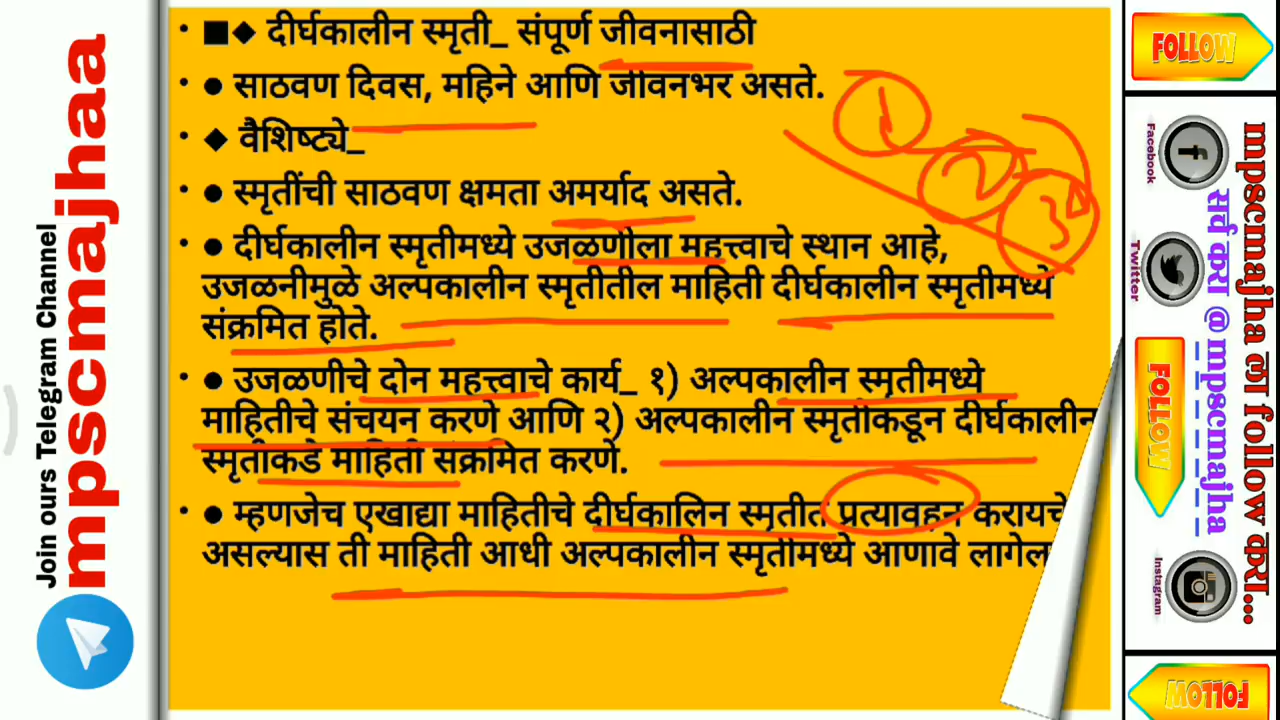 Join ours Telegram Channel
mpscmajhaa
• ■◆ दीर्घकालीन स्मृती_ संपूर्ण जीवनासाठी
• ● साठवण दिवस, महिने आणि जीवनभर असते.
• ◆ वैशिष्ट्ये_
• ● स्मृतींची साठवण क्षमता अमर्याद असते.
• ● दीर्घकालीन स्मृतीमध्ये उजळणीला महत्त्वाचे स्थान आहे,
उजळनीमुळे अल्पकालीन स्मृतीतील माहिती दीर्घकालीन स्मृतीमध्ये
संक्रमित होते.
• ● उजळणीचे दोन महत्त्वाचे कार्य_ १) अल्पकालीन स्मृतीमध्ये
माहितीचे संचयन करणे आणि २) अल्पकालीन स्मृतीकडून दीर्घकालीन
स्मृतीकडे माहिती संक्रमित करणे.
• ● म्हणजेच एखाद्या माहितीचे दीर्घकालिन स्मृतीत प्रत्यावहन करायचे
असल्यास ती माहिती आधी अल्पकालीन स्मृतीमध्ये आणावे लागेल
1
2
3
FOLLOW
Facebook
Twitter
FOLLOW
Instagram
FOLLOW
सर्च करा @ mpscmajha
mpscmajha ला follow करा...